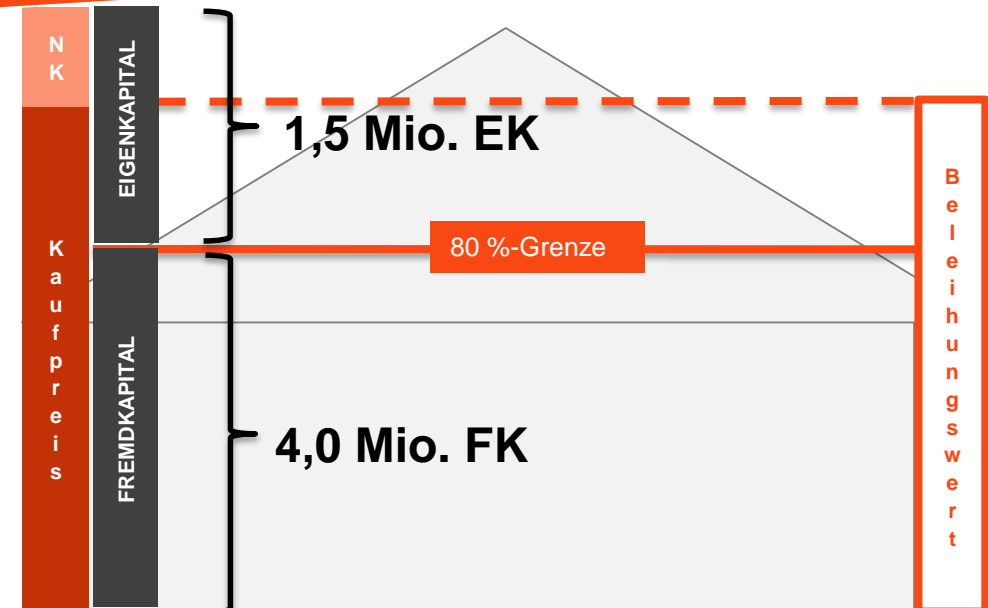 NK
EIGENKAPITAL
1,5 Mio. EK
Beleihungswert
80 %-Grenze
Kaufpreis
FREMDKAPITAL
4,0 Mio. FK